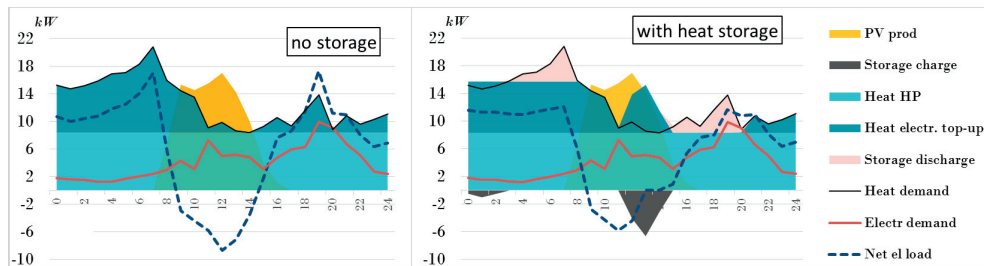 kW
no storage
22
18
14
10
6
2
-2
-6
-10
0 2 4 6 8 10 12 14 16 18 20 22 24
kW
with heat storage
22
18
14
10
6
2
-2
-6
-10
0 2 4 6 8 10 12 14 16 18 20 22 24
PV prod
Storage charge
Heat HP
Heat electr. top-up
Storage discharge
Heat demand
Electr demand
Net el load